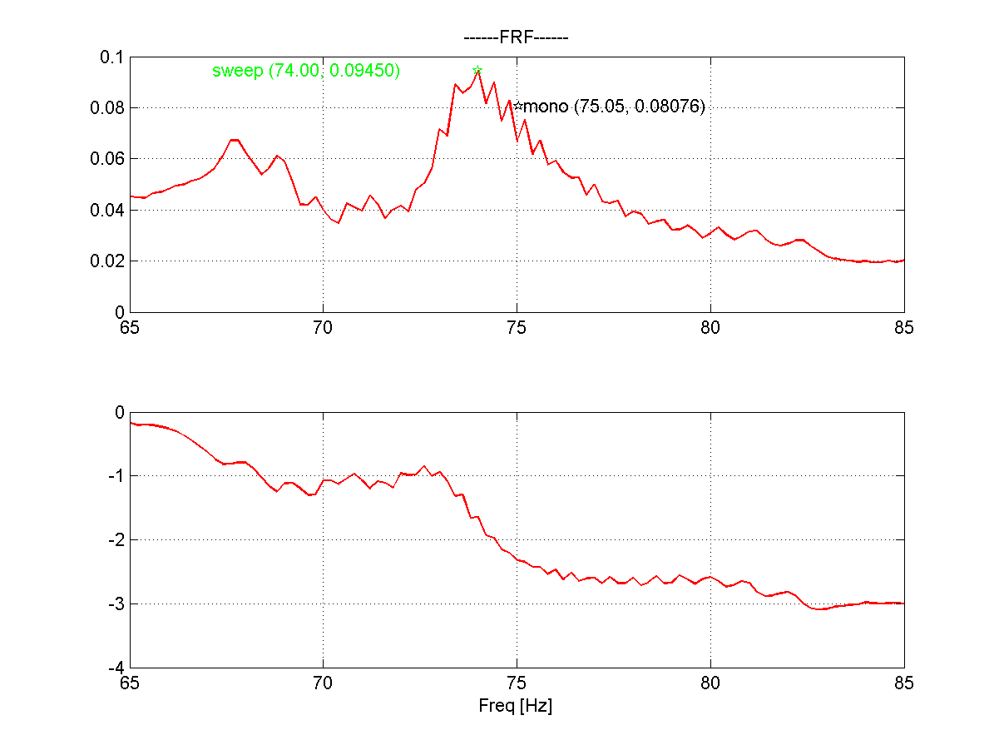 ------FRF------
0.1
sweep (74.00, 0.09450)
0.08
mono (75.05, 0.08076)
0.06
0.04
0.02
0
65 70 75 80 85
0
-1
-2
-3
-4
65 70 75 80 85
Freq [Hz]